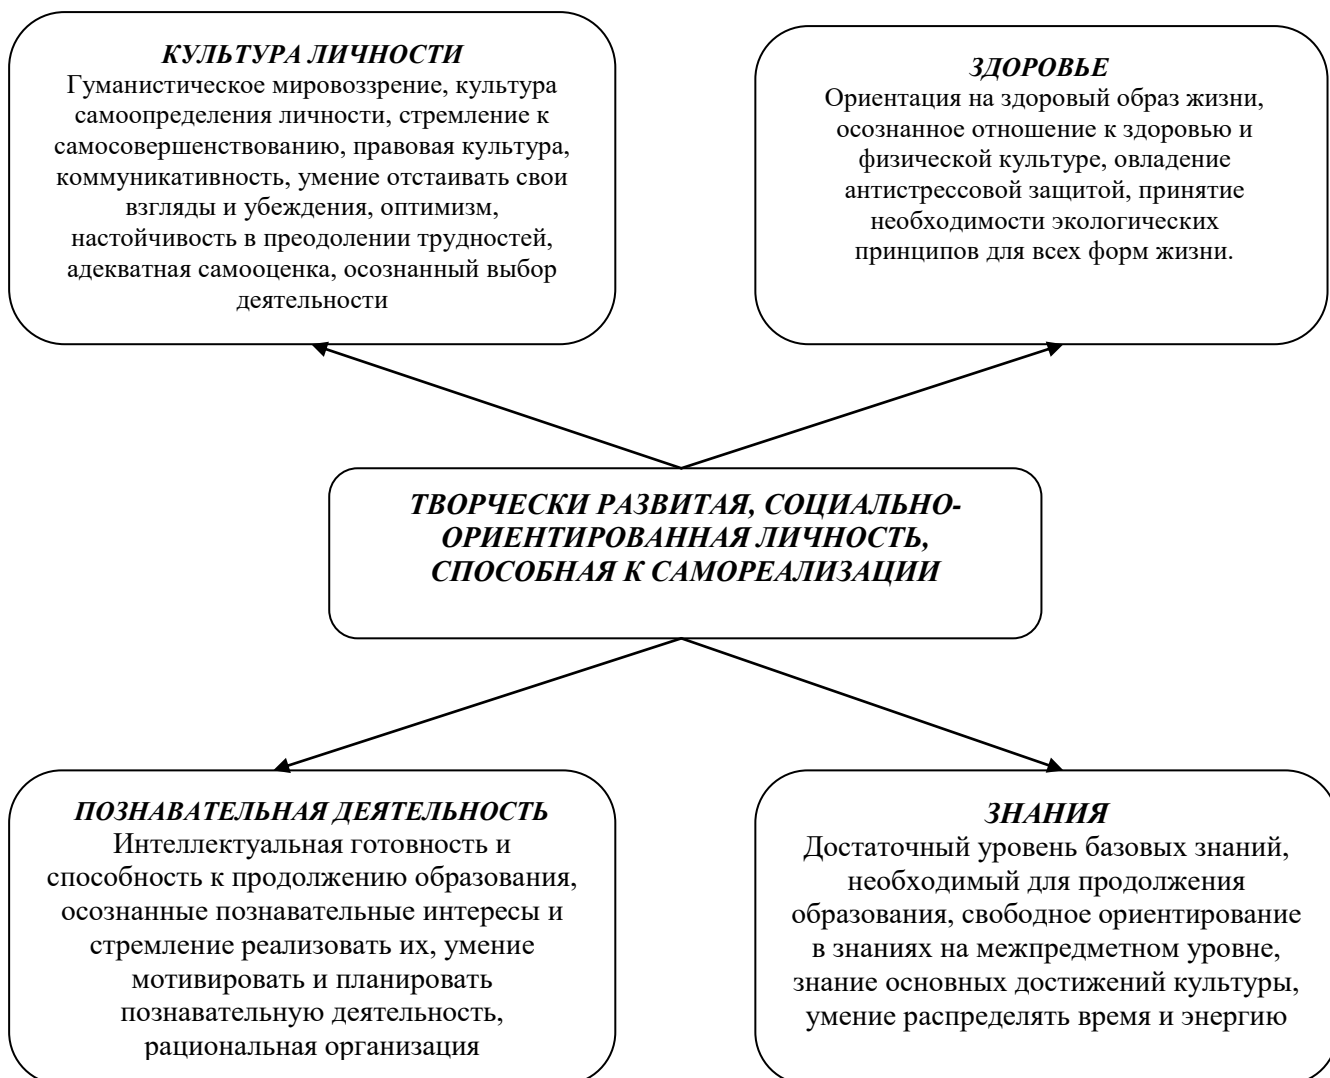 КУЛЬТУРА ЛИЧНОСТИ
Гуманистическое мировоззрение, культура
самоопределения личности, стремление к
самосовершенствованию, правовая культура,
коммуникативность, умение отстаивать свои
взгляды и убеждения, оптимизм,
настойчивость в преодолении трудностей,
адекватная самооценка, осознанный выбор
деятельности
ЗДОРОВЬЕ
Ориентация на здоровый образ жизни,
осознанное отношение к здоровью и
физической культуре, овладение
антистрессовой защитой, принятие
необходимости экологических
принципов для всех форм жизни.
ТВОРЧЕСКИ РАЗВИТАЯ, СОЦИАЛЬНО-
ОРИЕНТИРОВАННАЯ ЛИЧНОСТЬ,
СПОСОБНАЯ К САМОРЕАЛИЗАЦИИ
ПОЗНАВАТЕЛЬНАЯ ДЕЯТЕЛЬНОСТЬ
Интеллектуальная готовность и
способность к продолжению образования,
осознанные познавательные интересы и
стремление реализовать их, умение
мотивировать и планировать
познавательную деятельность,
рациональная организация
ЗНАНИЯ
Достаточный уровень базовых знаний,
необходимый для продолжения
образования, свободное ориентирование
в знаниях на межпредметном уровне,
знание основных достижений культуры,
умение распределять время и энергию